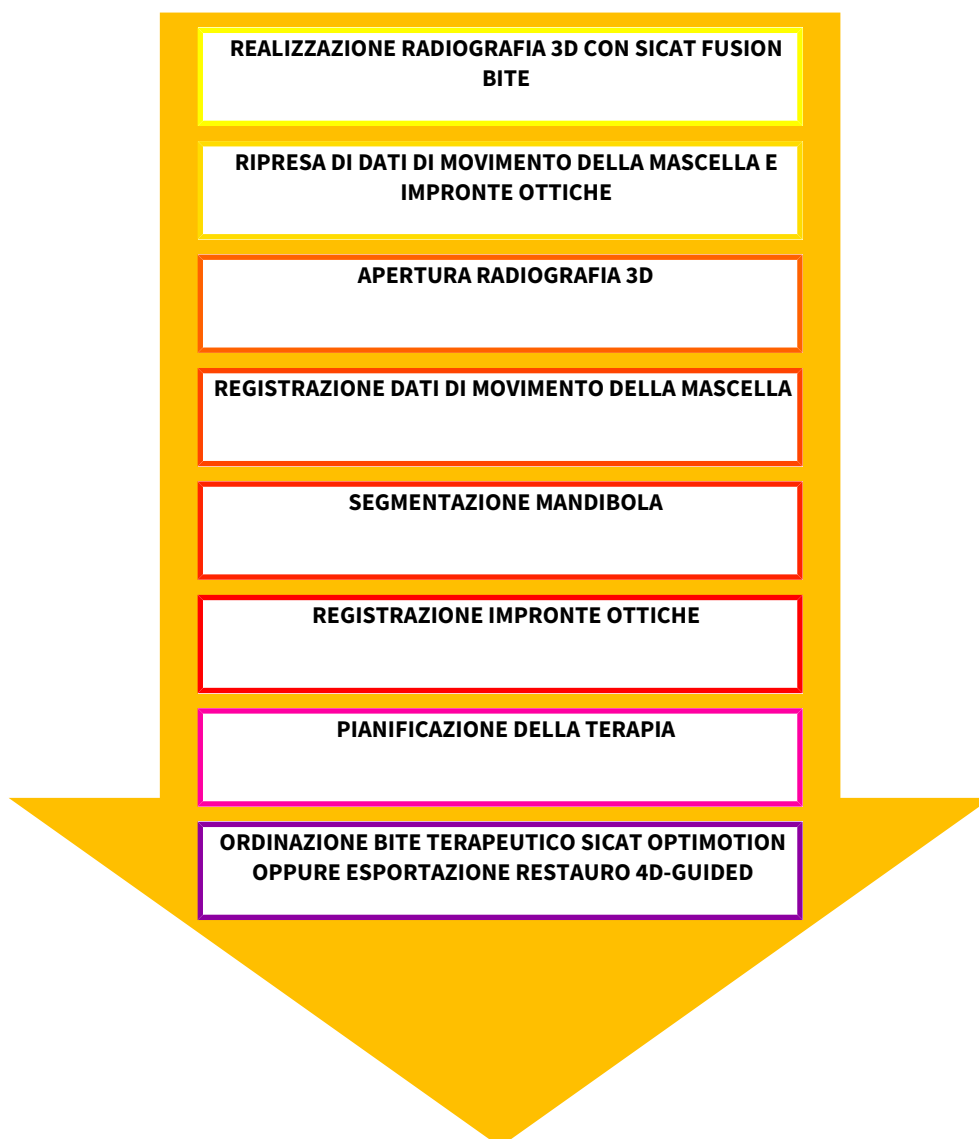 REALIZZAZIONE RADIOGRAFIA 3D CON SICAT FUSION
BITE
RIPRESA DI DATI DI MOVIMENTO DELLA MASCELLA E
IMPRONTE OTTICHE
APERTURA RADIOGRAFIA 3D
REGISTRAZIONE DATI DI MOVIMENTO DELLA MASCELLA
SEGMENTAZIONE MANDIBOLA
REGISTRAZIONE IMPRONTE OTTICHE
PIANIFICAZIONE DELLA TERAPIA
ORDINAZIONE BITE TERAPEUTICO SICAT OPTIMOTION
OPPURE ESPORTAZIONE RESTAURO 4D-GUIDED